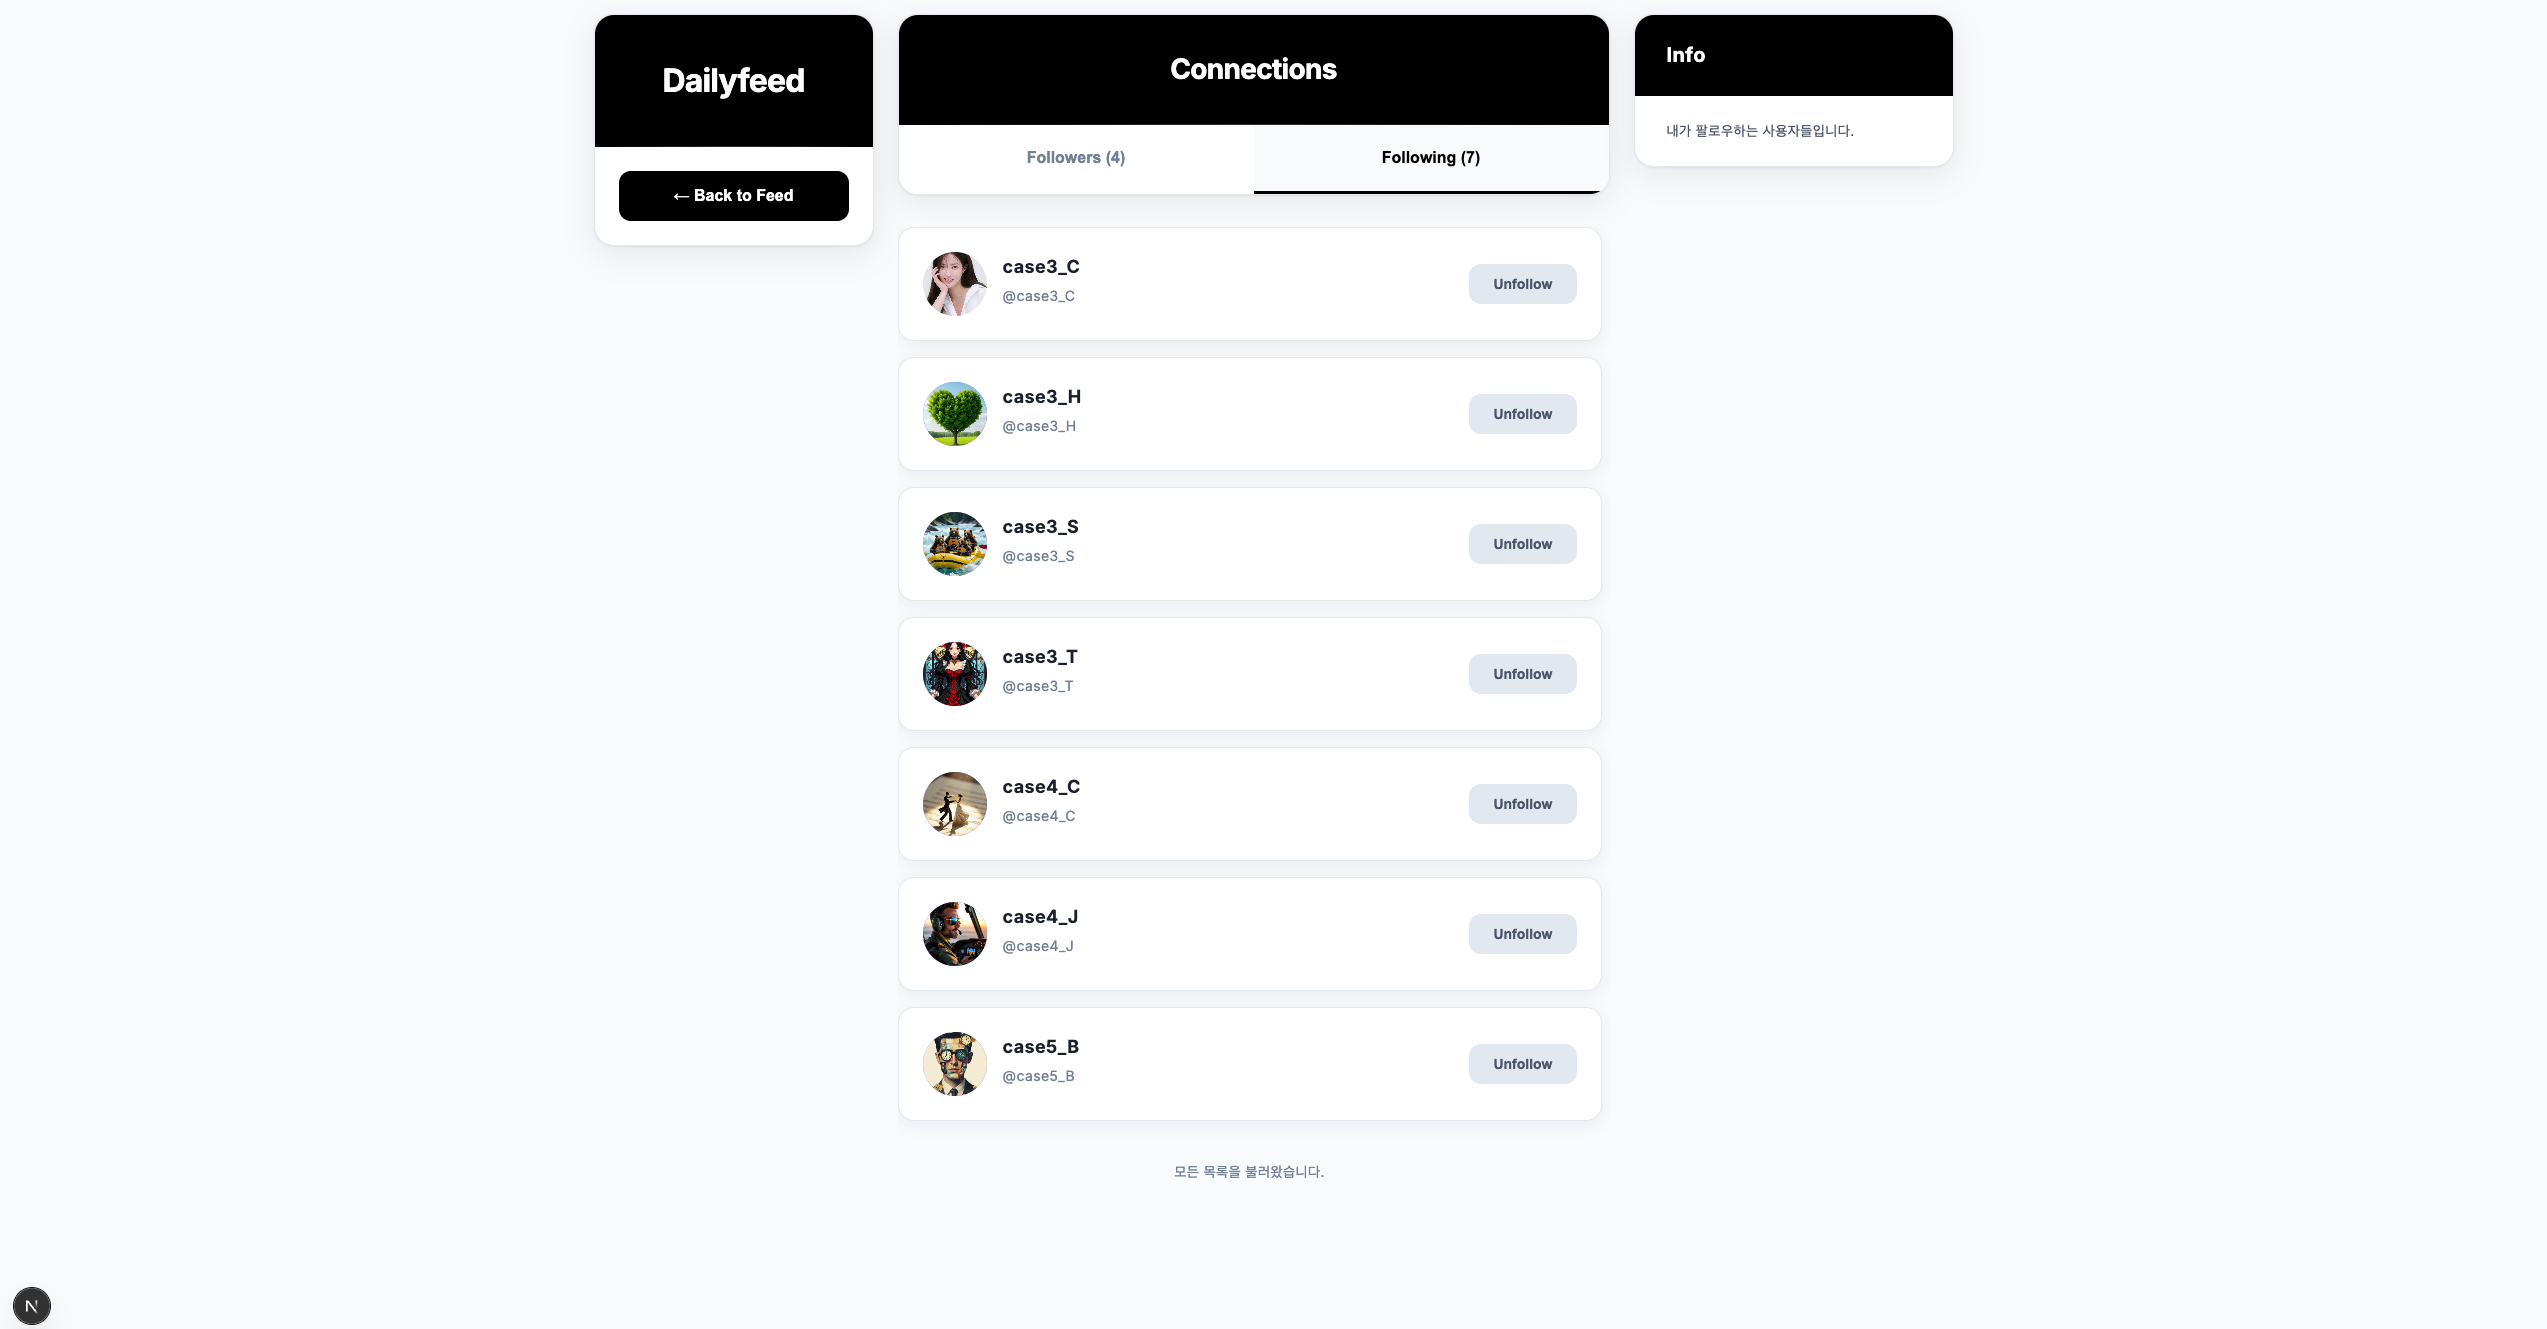 Dailyfeed
← Back to Feed
Connections
Followers (4)
Following (7)
case3_C
@case3_C
Unfollow
case3_H
@case3_H
Unfollow
case3_S
@case3_S
Unfollow
case3_T
@case3_T
Unfollow
case4_C
@case4_C
Unfollow
case4_J
@case4_J
Unfollow
case5_B
@case5_B
Unfollow
모든 목록을 불러왔습니다.
Info
내가 팔로우하는 사용자들입니다.
N